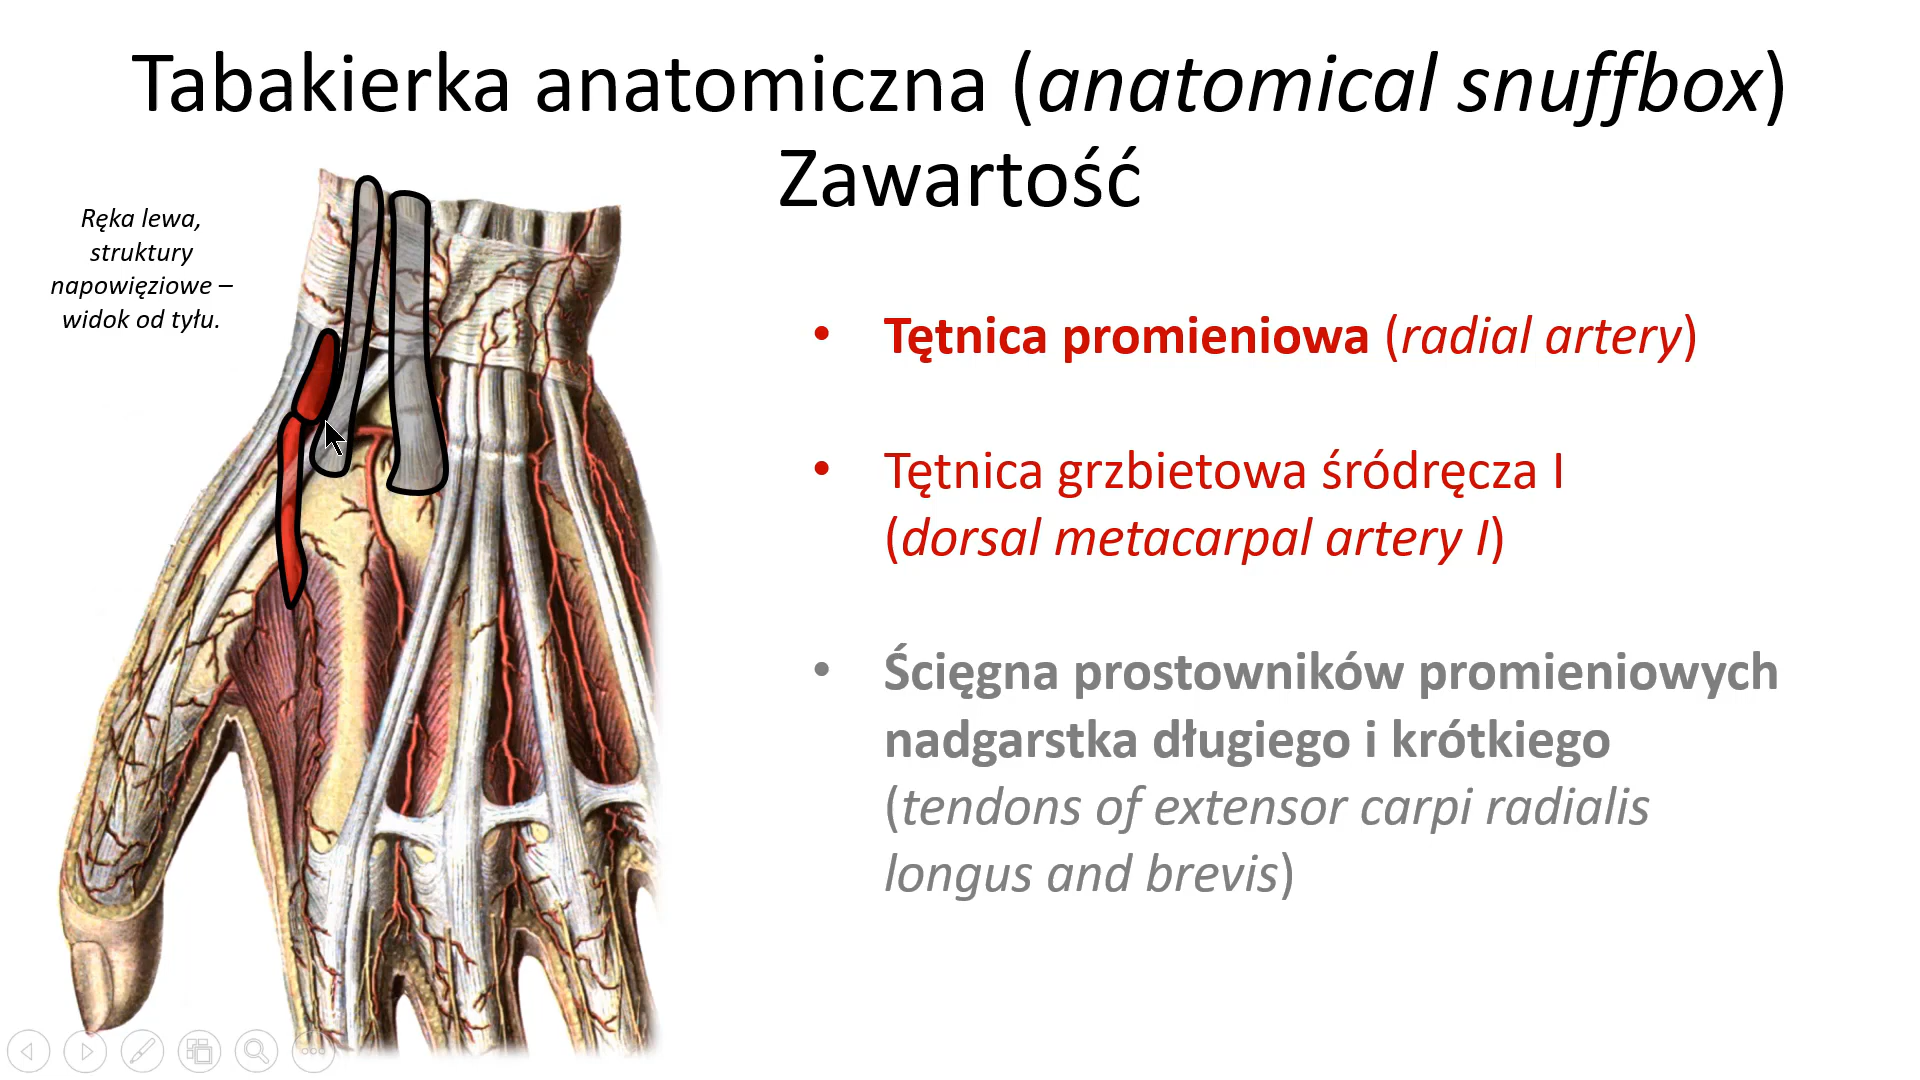 Tabakierka anatomiczna (anatomical snuffbox)
Zawartość
Ręka lewa,
struktury
napowięziowe –
widok od tyłu.
• Tętnica promieniowa (radial artery)
• Tętnica grzbietowa śródręcza I
(dorsal metacarpal artery I)
• Ścięgna prostowników promieniowych
nadgarstka długiego i krótkiego
(tendons of extensor carpi radialis
longus and brevis)